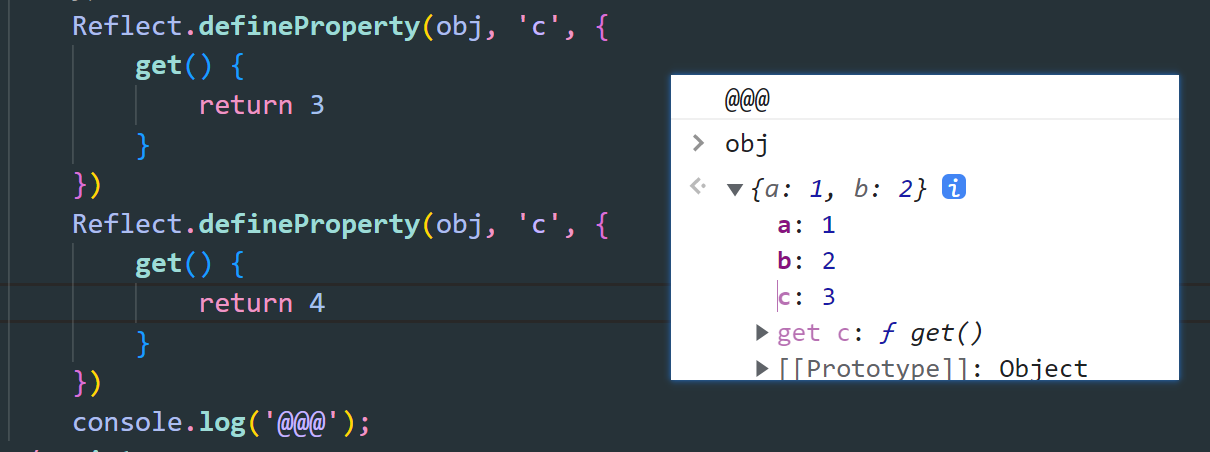 Reflect.defineProperty(obj, 'c', {
get() {
return 3
}
})
Reflect.defineProperty(obj, 'c', {
get() {
return 4
}
})
console.log('@@@');
@@@
obj
{a: 1, b: 2}
a: 1
b: 2
c: 3
get c: ƒ get()
[[Prototype]]: Object